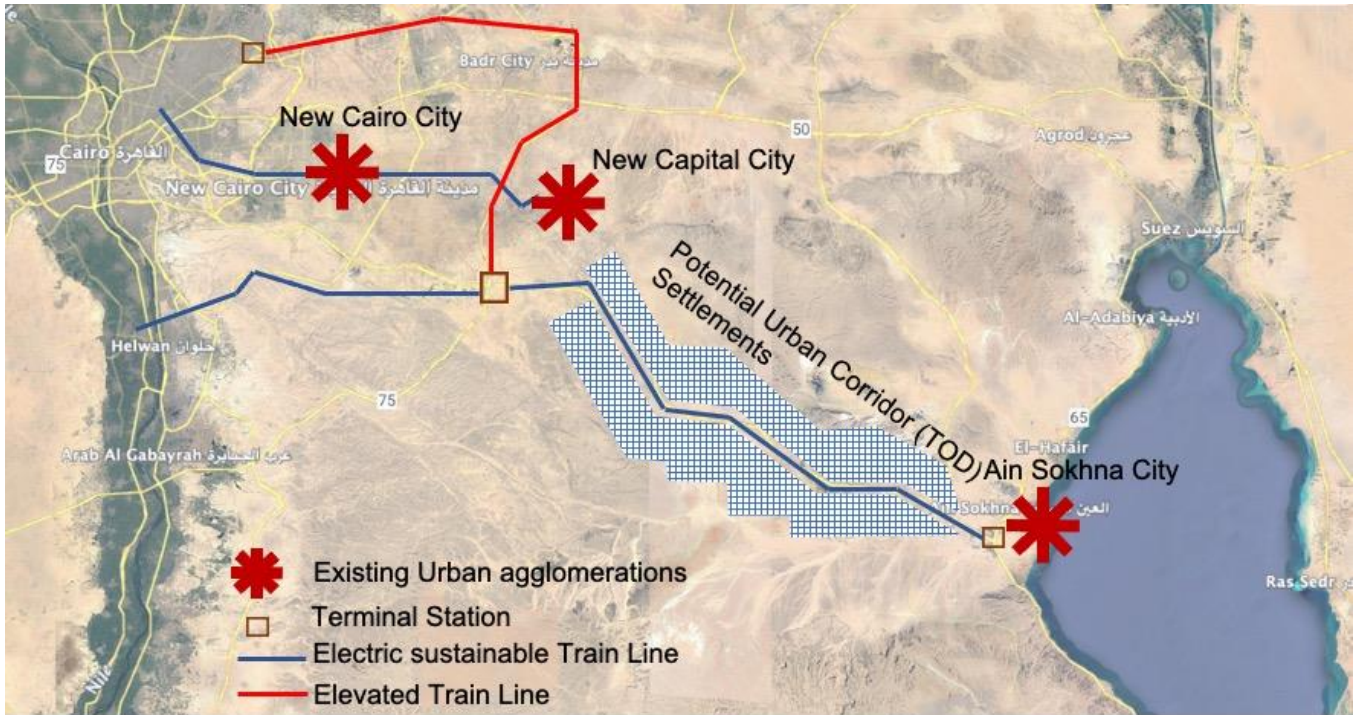 Badr City مدينة بدر
New Cairo City
50
Agrod عجرود
Cairo القاهرة
75
New Capital City
New Cairo City مدينة القاهرة
Suez السويس
Potential Urban Corridor (TOD)
Settlements
Al-Adabiya الأدبية
Helwan حلوان
75
65
El-Hafair
Arab Al Gabayrah عرب الجبايرة
Ain Sokhna City
العين
Existing Urban agglomerations
Ras Sedr
Terminal Station
Electric sustainable Train Line
Elevated Train Line
Nile